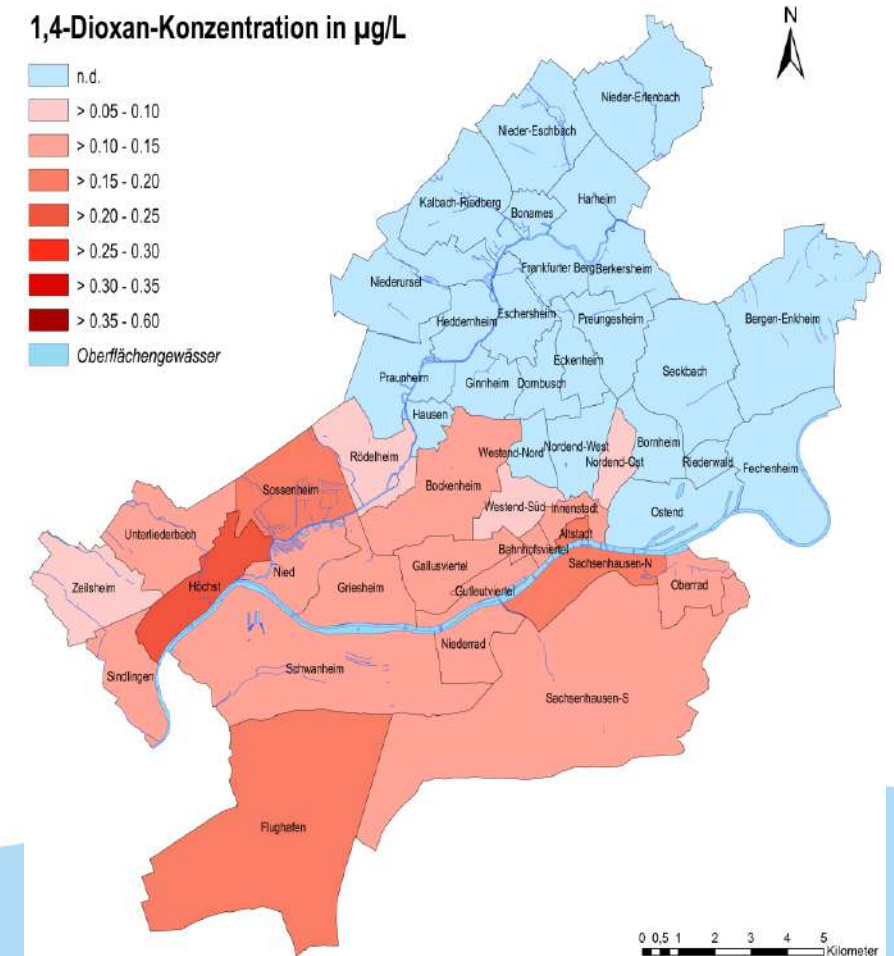 1,4-Dioxan-Konzentration in µg/L
N
n.d.
> 0.05 - 0.10
> 0.10 - 0.15
> 0.15 - 0.20
> 0.20 - 0.25
> 0.25 - 0.30
> 0.30 - 0.35
> 0.35 - 0.60
Oberflächengewässer
Nieder-Erlenbach
Nieder-Eschbach
Kalbach-Riedberg
Harheim
Bonames
Niederursel
Frankfurter Berg
Berkersheim
Heddernheim
Eschersheim
Preungesheim
Bergen-Enkheim
Praunheim
Ginnheim
Dornbusch
Eckenheim
Seckbach
Hausen
Rödelheim
Bockenheim
Westend-Nord
Nordend-West
Nordend-Ost
Bornheim
Riederwald
Fechenheim
Sossenheim
Westend-Süd
Innenstadt
Ostend
Unterliederbach
Altstadt
Bahnhofsviertel
Zeilsheim
Höchst
Nied
Griesheim
Gallusviertel
Gutleutviertel
Sachsenhausen-N
Oberrad
Sindlingen
Schwanheim
Niederrad
Sachsenhausen-S
Flughafen
0 0,5 1 2 3 4 5
Kilometer